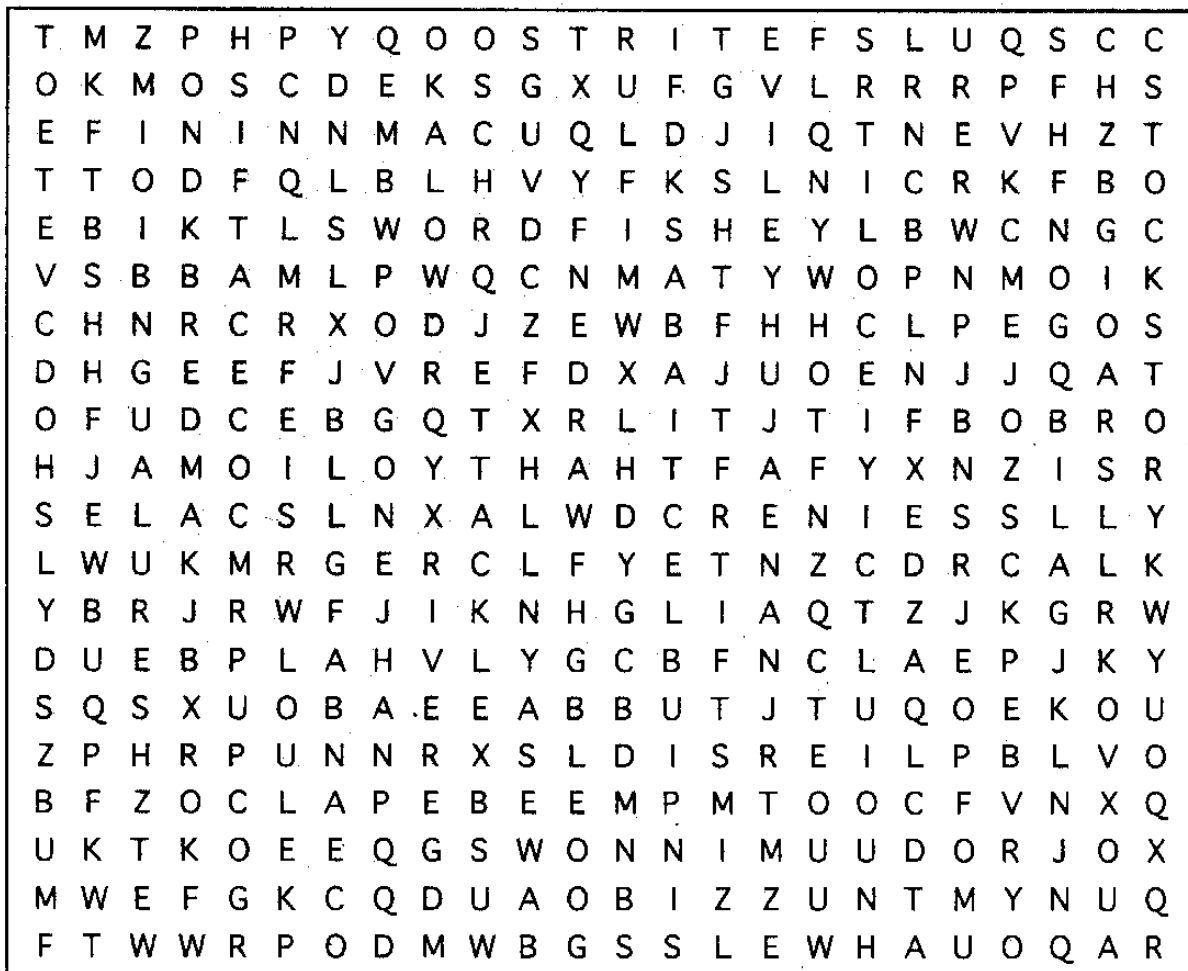 T M Z P H P Y Q O O S T R I T E F S L U Q S C C
O K M O S C D E K S G X U F G V L R R R P F H S
E F I N I N N M A C U Q L D J I Q T N E V H Z T
T T O D F Q L B L H V Y F K S L N I C R K F B O
E B I K T L S W O R D F I S H E Y L B W C N G C
V S B B A M L P W Q C N M A T Y W O P N M O I K
C H N R C R X O D J Z E W B F H H C L P E G O S
D H G E E F J V R E F D X A J U O E N J J Q A T
O F U D C E B G Q T X R L I T J T I F B O B R O
H J A M O I L O Y T H A H T F A F Y X N Z I S R
S E L A C S L N X A L W D C R E N I E S S L L Y
L W U K M R G E R C L F Y E T N Z C D R C A L K
Y B R J R W F J I K N H G L I A Q T Z J K G R W
D U E B P L A H V L Y G C B F N C L A E P J K Y
S Q S X U O B A E E A B B U T J T U Q O E K O U
Z P H R P U N N R X S L D I S R E I L P B L V O
B F Z O C L A P E B E E M P M T O O C F V N X Q
U K T K O E E Q G S W O N N I M U U D O R J O X
M W E F G K C Q D U A O B I Z Z U N T M Y N U Q
F T W W R P O D M W B G S S L E W H A U O Q A R